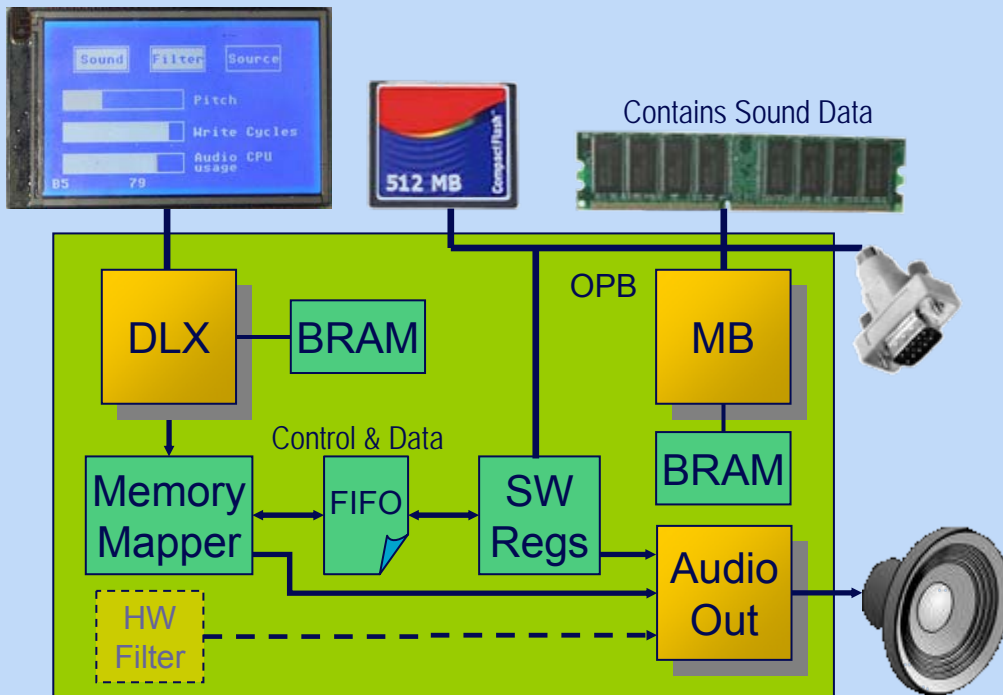 Sound Filter Source
Pitch
Write Cycles
Audio CPU
usage
B5 79
512 MB
CompactFlash
Contains Sound Data
OPB
DLX
BRAM
MB
Control & Data
BRAM
Memory
Mapper
FIFO
SW
Regs
Audio
Out
HW
Filter